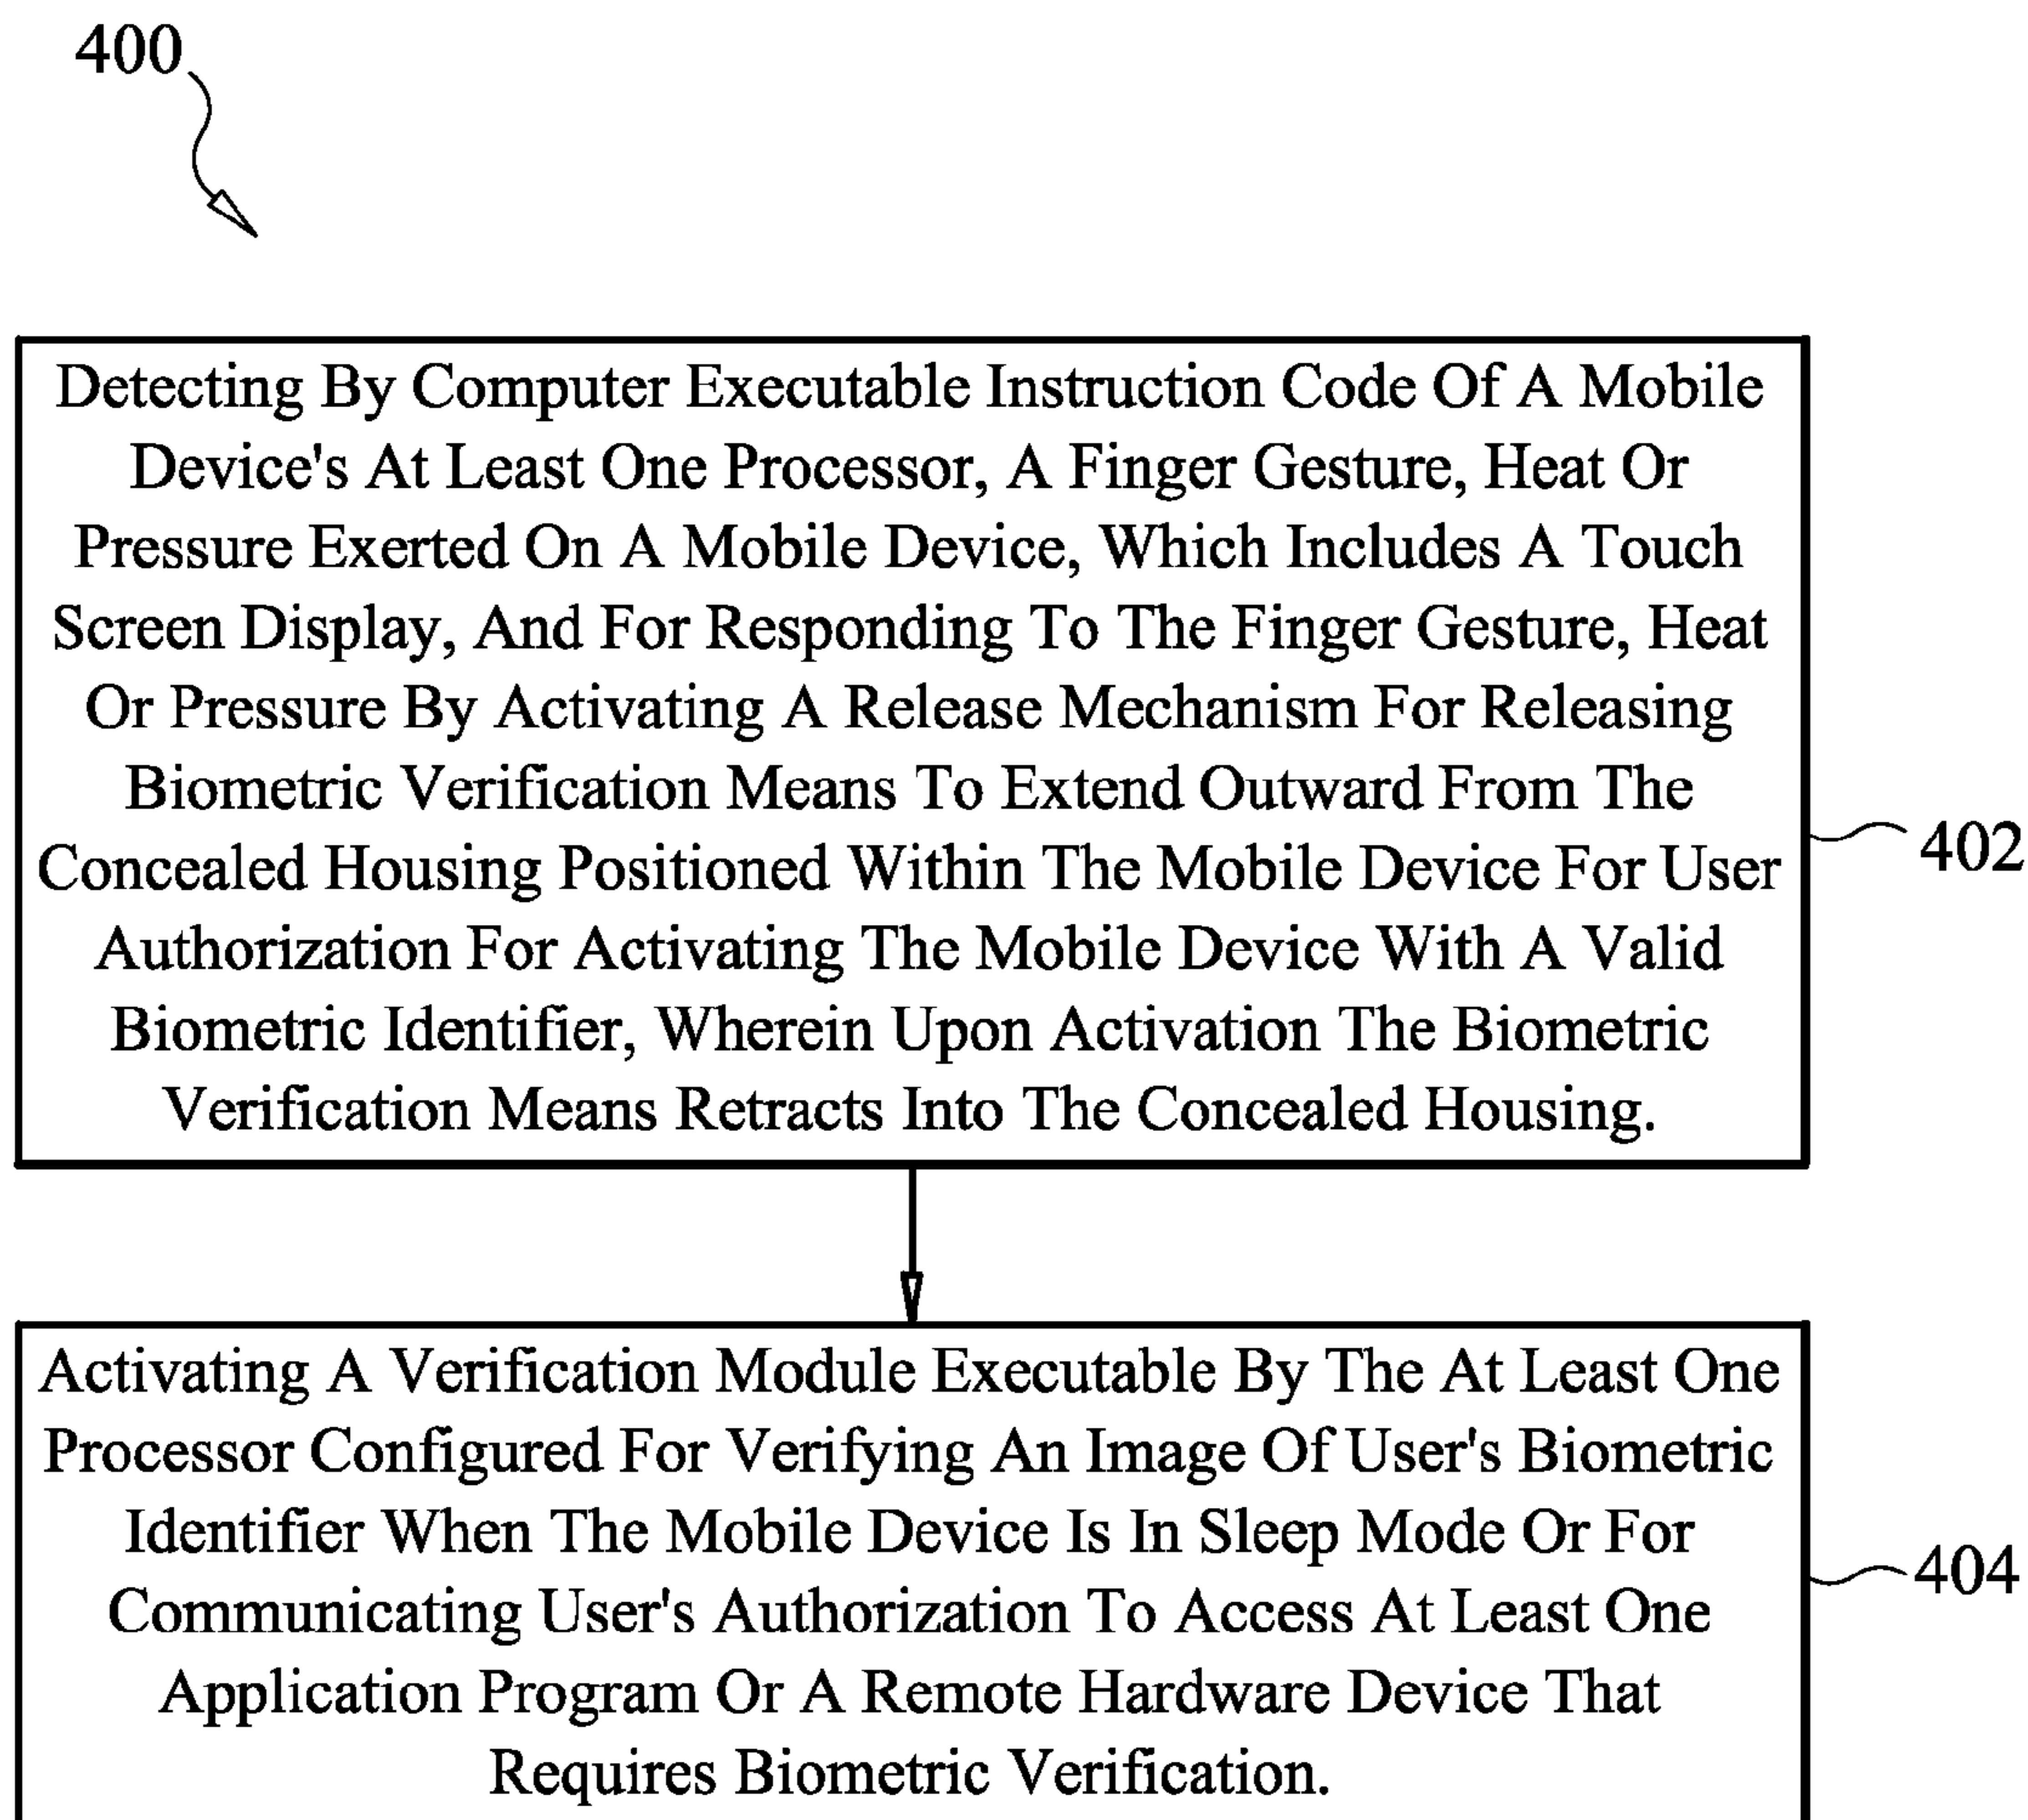 400
Detecting By Computer Executable Instruction Code Of A Mobile
Device's At Least One Processor, A Finger Gesture, Heat Or
Pressure Exerted On A Mobile Device, Which Includes A Touch
Screen Display, And For Responding To The Finger Gesture, Heat
Or Pressure By Activating A Release Mechanism For Releasing
Biometric Verification Means To Extend Outward From The
Concealed Housing Positioned Within The Mobile Device For User
Authorization For Activating The Mobile Device With A Valid
Biometric Identifier, Wherein Upon Activation The Biometric
Verification Means Retracts Into The Concealed Housing.
402
Activating A Verification Module Executable By The At Least One
Processor Configured For Verifying An Image Of User's Biometric
Identifier When The Mobile Device Is In Sleep Mode Or For
Communicating User's Authorization To Access At Least One
Application Program Or A Remote Hardware Device That
Requires Biometric Verification.
404